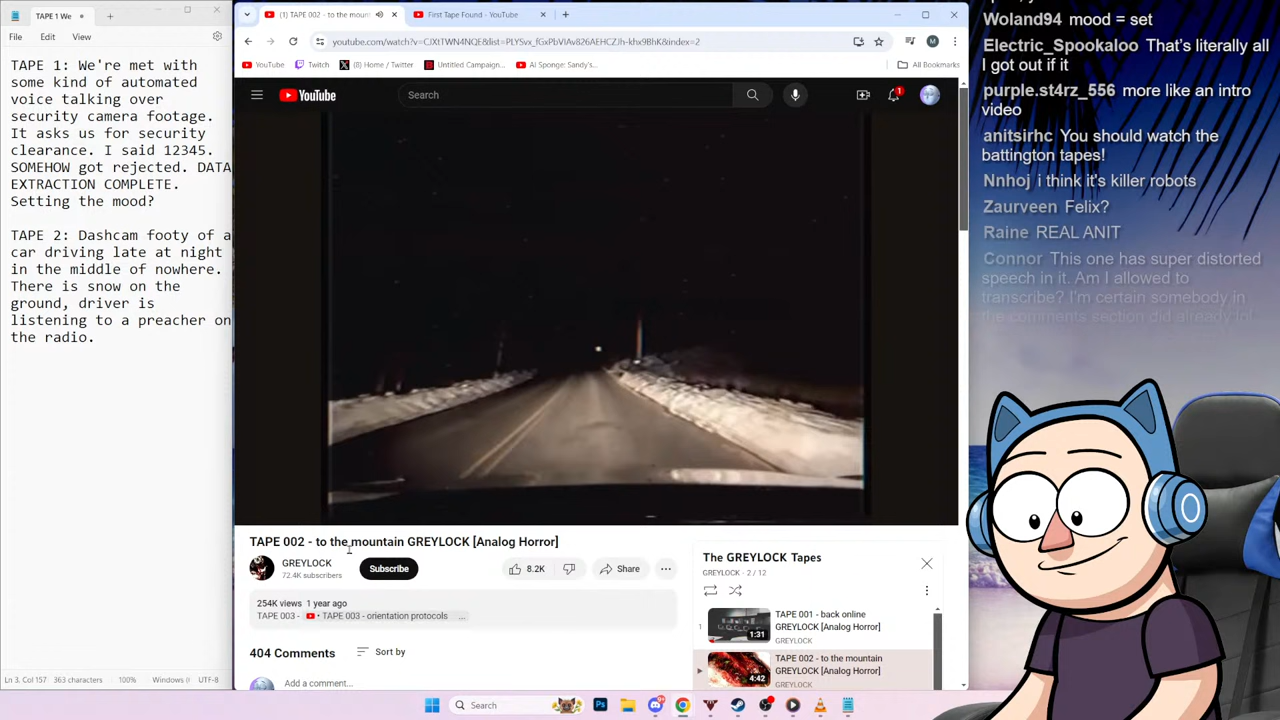 TAPE 1 We
File
Edit
View
TAPE 1: We're met with
some kind of automated
voice talking over
security camera footage.
It asks us for security
clearance. I said 12345.
SOMEHOW got rejected. DATA
EXTRACTION COMPLETE.
Setting the mood?
TAPE 2: Dashcam footy of a
car driving late at night
in the middle of nowhere.
There is snow on the
ground, driver is
listening to a preacher on
the radio.
Ln 3, Col 157
363 characters
100%
Windows (
UTF-8
(1) TAPE 002 - to the moun
First Tape Found - YouTube
youtube.com/watch?v=CJXtTWN4NQE&list=PLYSvx_fGxPbVIAv826AEHCZJh-khx9BhK&index=2
YouTube
Twitch
(8) Home / Twitter
Untitled Campaign...
AI Sponge: Sandy's...
All Bookmarks
YouTube
Search
1
TAPE 002 - to the mountain GREYLOCK [Analog Horror]
GREYLOCK
72.4K subscribers
Subscribe
8.2K
Share
254K views 1 year ago
TAPE 003 - • TAPE 003 - orientation protocols ...
404 Comments
Sort by
Add a comment...
The GREYLOCK Tapes
GREYLOCK - 2 / 12
1
1:31
TAPE 001 - back online
GREYLOCK [Analog Horror]
GREYLOCK
4:42
TAPE 002 - to the mountain
GREYLOCK [Analog Horror]
GREYLOCK
Search
Woland94 mood = set
Electric_Spookaloo That's literally all
I got out if it
purple.st4rz_556 more like an intro
video
anitsirhc You should watch the
battington tapes!
Nnhoj i think it's killer robots
Zaurveen Felix?
Raine REAL ANIT
Connor This one has super distorted
speech in it. Am I allowed to
transcribe? I'm certain somebody in
the comments section did already lol